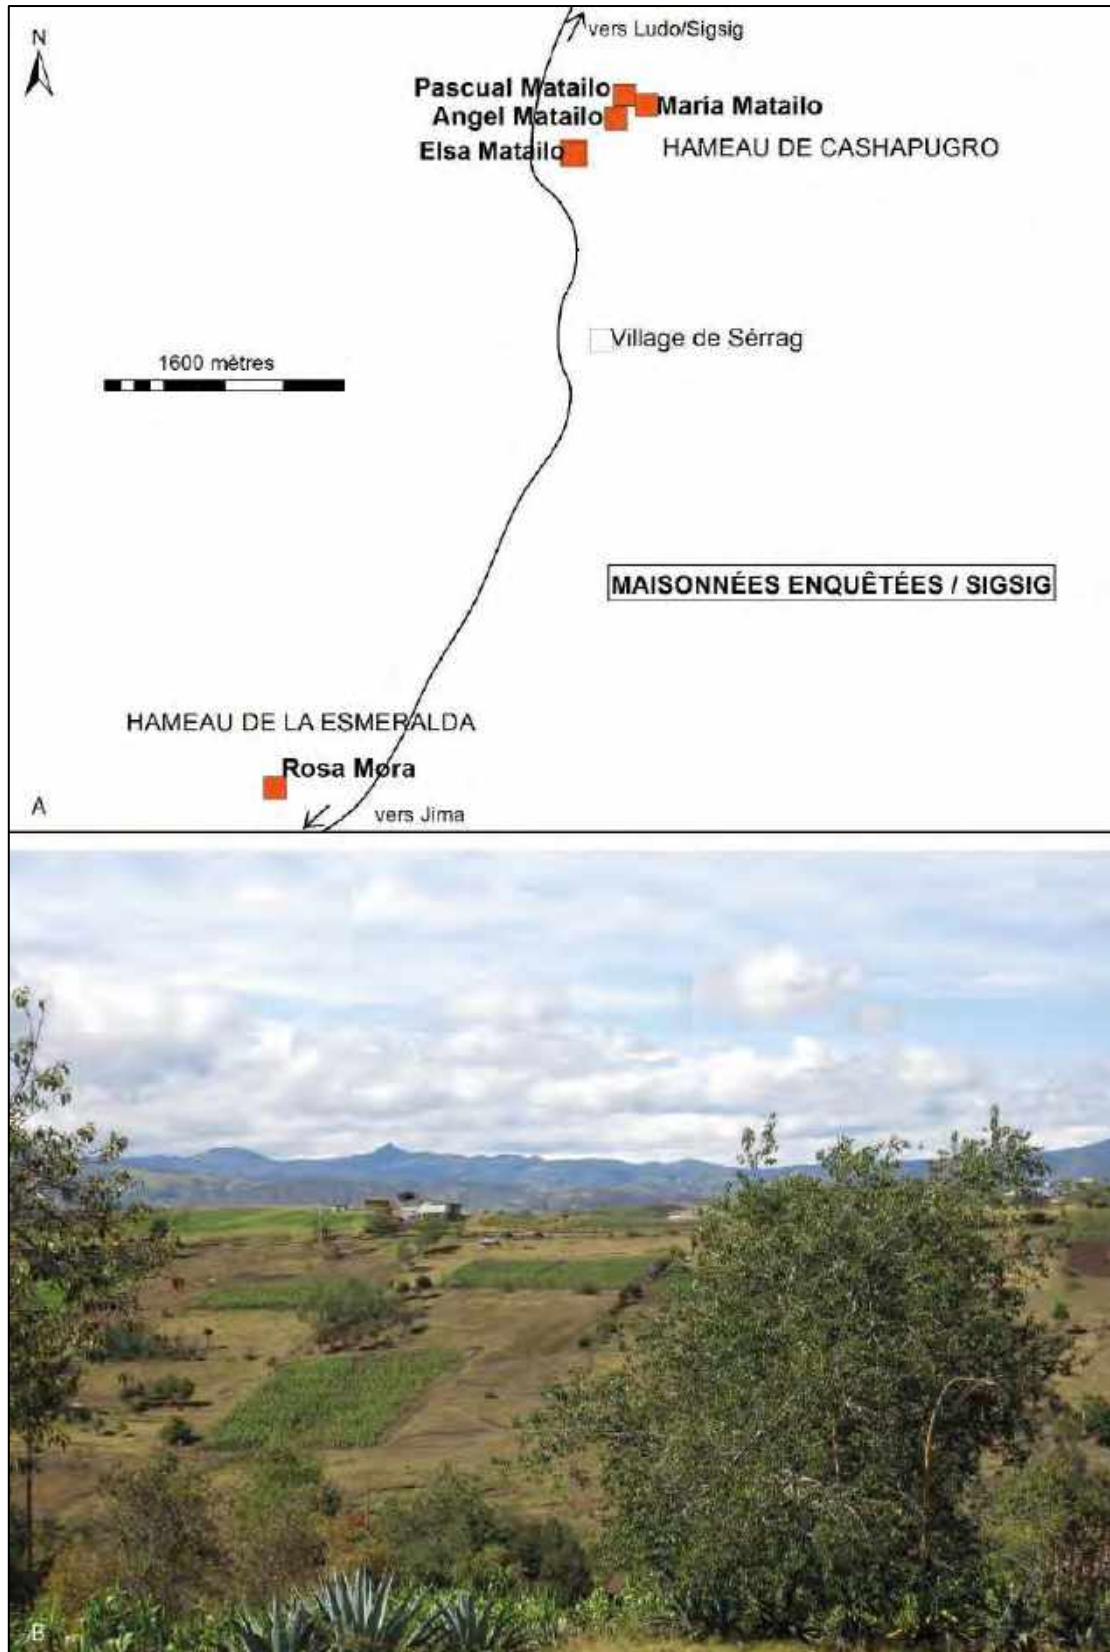 N
vers Ludo/Sigsig
Pascual Matailo
María Matailo
Angel Matailo
Elsa Matailo
HAMEAU DE CASHAPUGRO
Village de Sérrag
1600 mètres
MAISONNÉES ENQUÊTÉES / SIGSIG
HAMEAU DE LA ESMERALDA
Rosa Mora
A
vers Jima
B